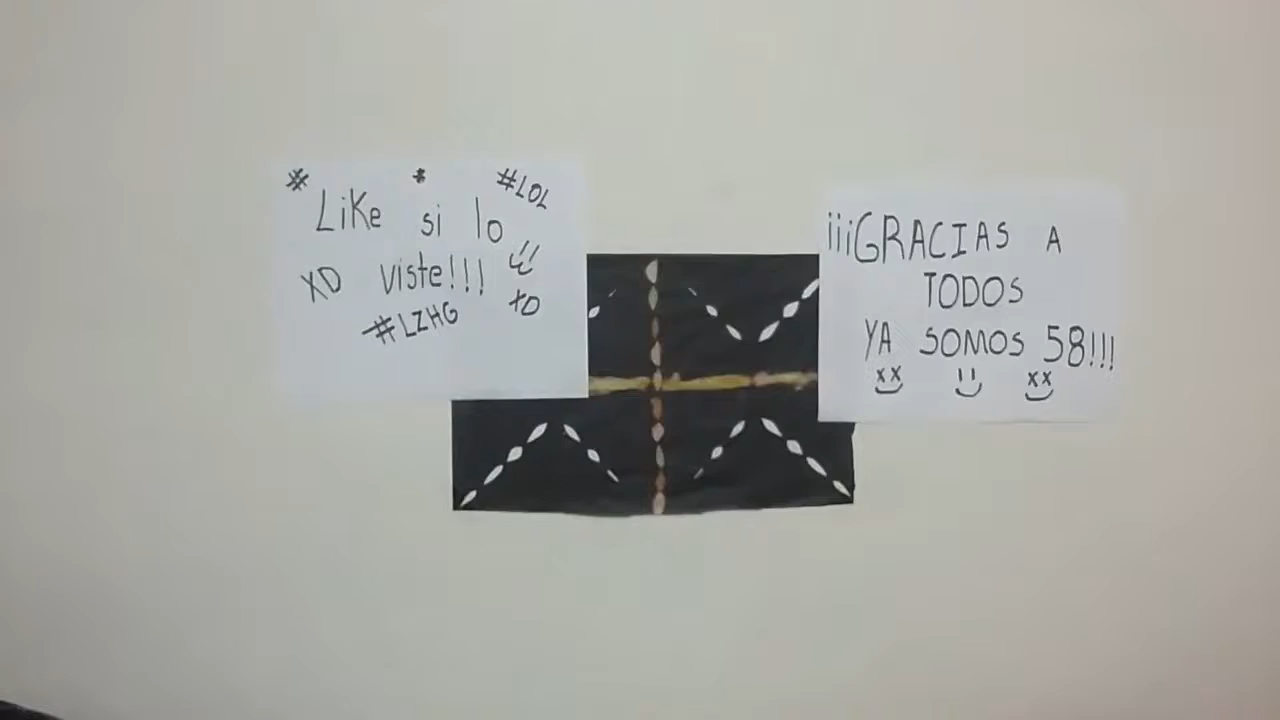 # * #LOL
Like si lo
XD viste!!! :)
#LZHG XD
¡¡¡GRACIAS A
TODOS
YA SOMOS 58!!!